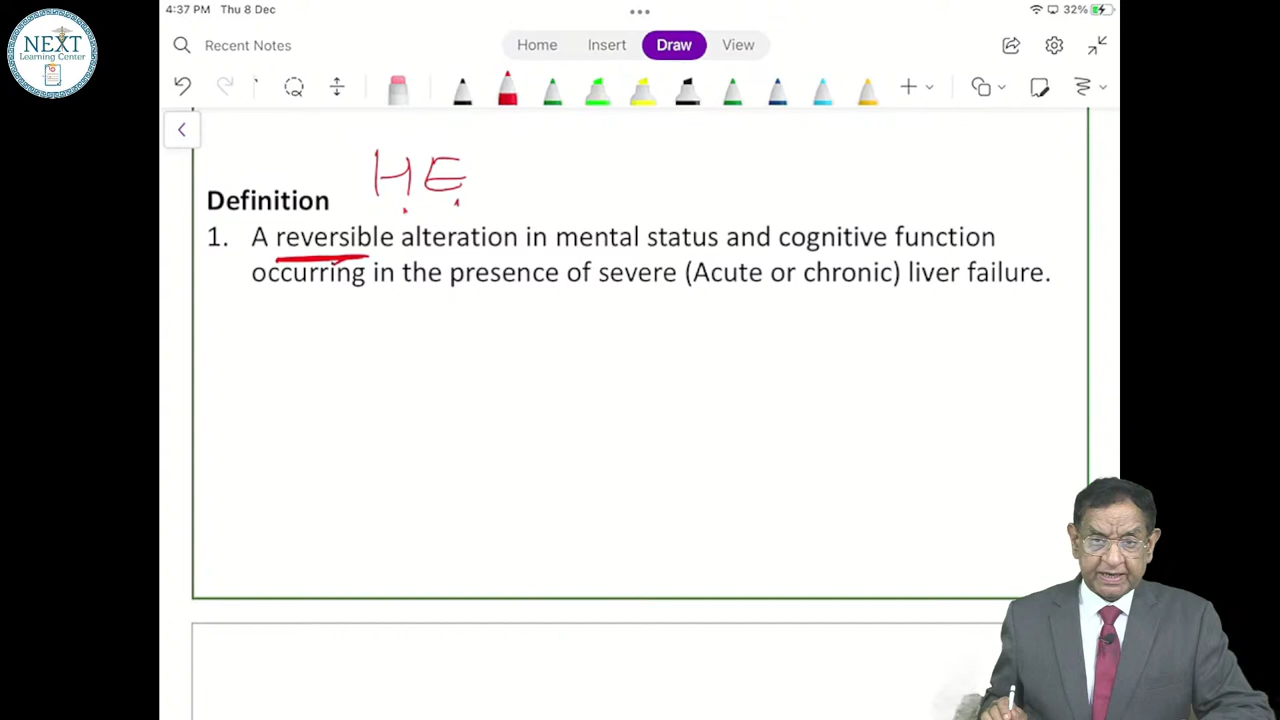 4:37 PM Thu 8 Dec
32%
NEXT
Learning Center
Recent Notes
Home Insert Draw View
H E
Definition
1. A reversible alteration in mental status and cognitive function
occurring in the presence of severe (Acute or chronic) liver failure.